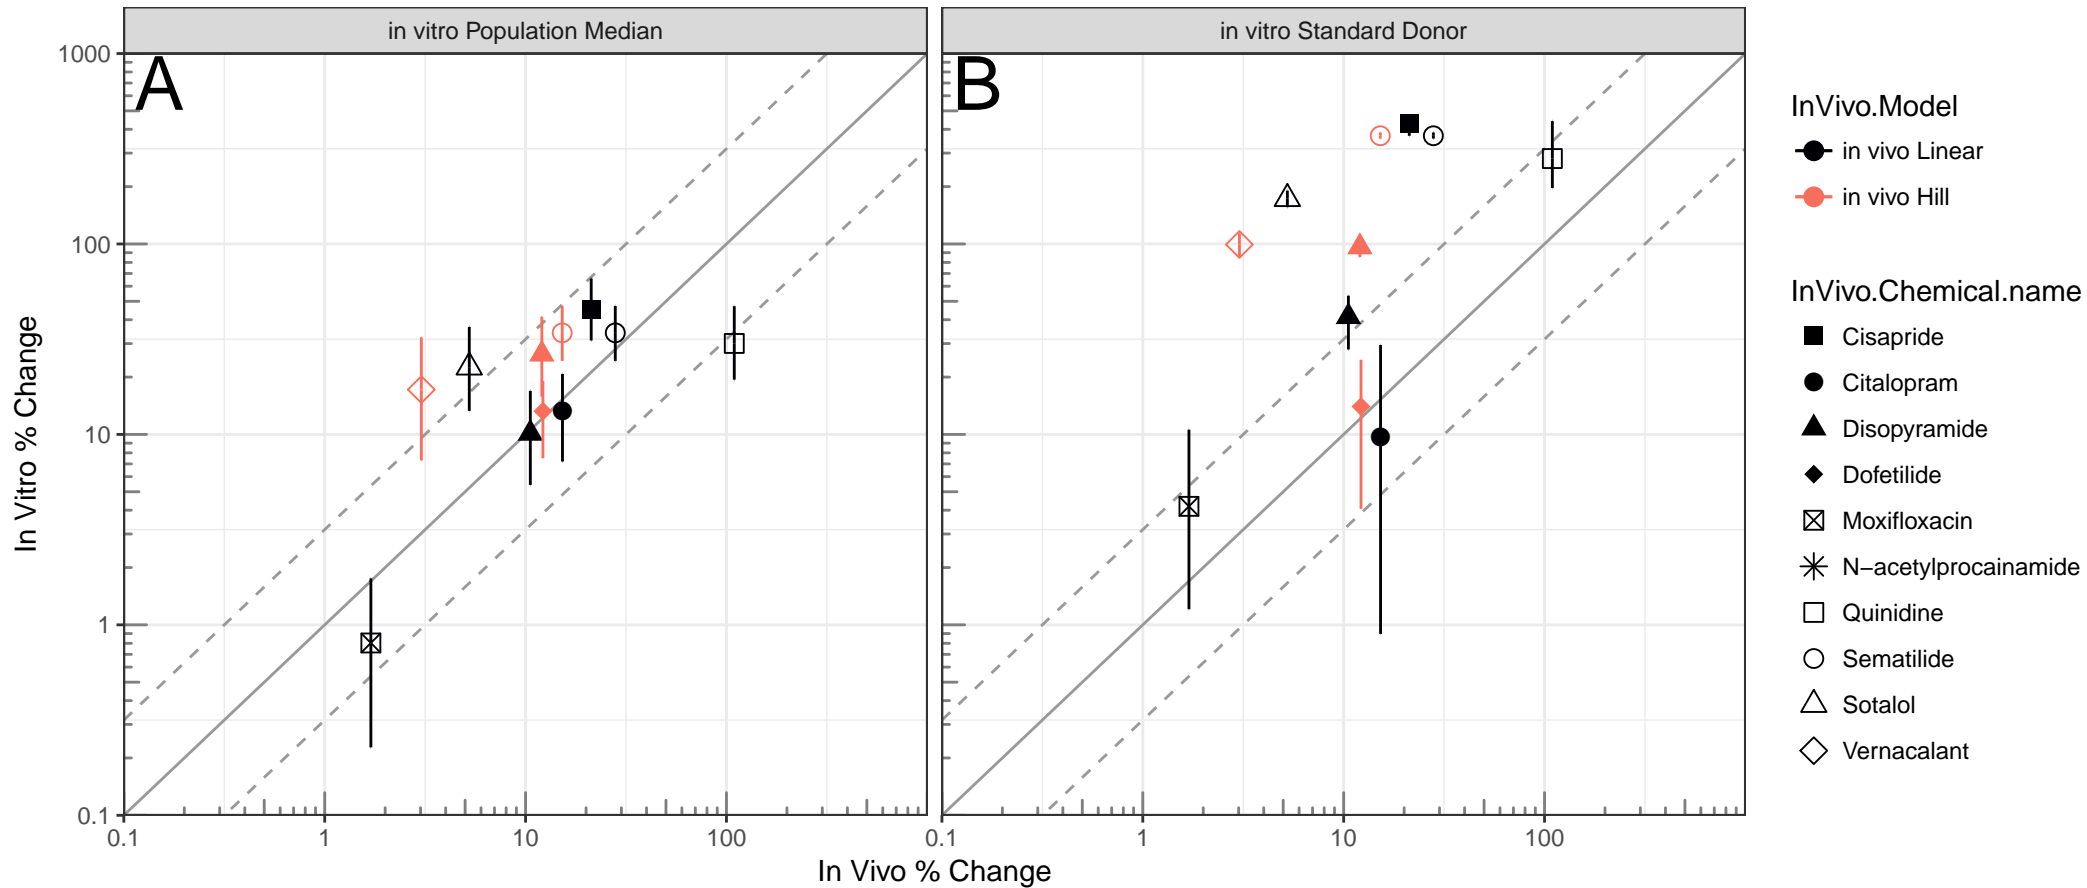 in vitro Population Median
in vitro Standard Donor
A
B
1000
100
10
1
0.1
In Vitro % Change
0.1
1
10
100
0.1
1
10
100
In Vivo % Change
InVivo.Model
in vivo Linear
in vivo Hill
InVivo.Chemical.name
Cisapride
Citalopram
Disopyramide
Dofetilide
Moxifloxacin
N−acetylprocainamide
Quinidine
Sematilide
Sotalol
Vernacalant